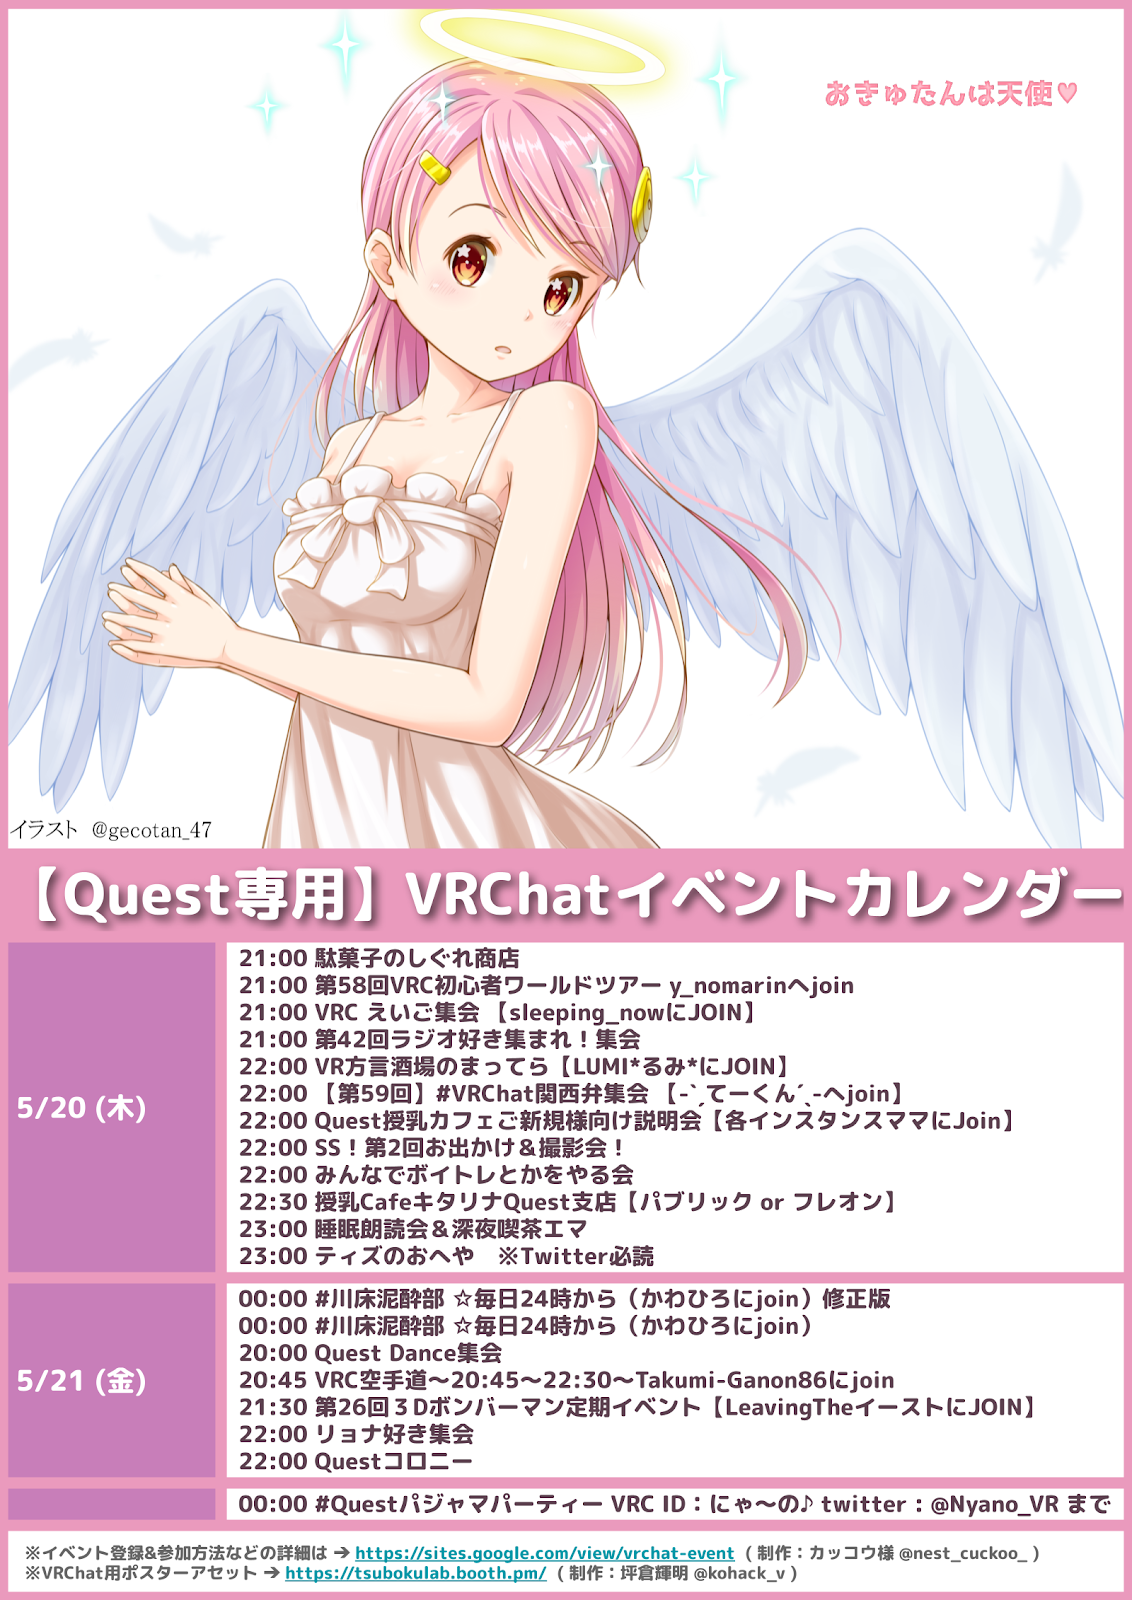 おきゅたんは天使♥
イラスト @gecotan_47
【Quest専用】VRChatイベントカレンダー
5/20 (木)
21:00 駄菓子のしぐれ商店
21:00 第58回VRC初心者ワールドツアー y_nomarinへjoin
21:00 VRC えいご集会 【sleeping_nowにJOIN】
21:00 第42回ラジオ好き集まれ！集会
22:00 VR方言酒場のまってら【LUMI*るみ*にJOIN】
22:00 【第59回】#VRChat関西弁集会 【-ˋˏてーくんˊˎ-へjoin】
22:00 Quest授乳カフェご新規様向け説明会【各インスタンスママにJoin】
22:00 SS！第2回お出かけ＆撮影会！
22:00 みんなでボイトレとかをやる会
22:30 授乳CafeキタリナQuest支店【パブリック or フレオン】
23:00 睡眠朗読会＆深夜喫茶エマ
23:00 ティズのおへや　※Twitter必読
5/21 (金)
00:00 #川床泥酔部 ☆毎日24時から（かわひろにjoin）修正版
00:00 #川床泥酔部 ☆毎日24時から（かわひろにjoin）
20:00 Quest Dance集会
20:45 VRC空手道〜20:45〜22:30〜Takumi-Ganon86にjoin
21:30 第26回３Dボンバーマン定期イベント【LeavingTheイーストにJOIN】
22:00 リョナ好き集会
22:00 Questコロニー
00:00 #Questパジャマパーティー VRC ID：にゃ〜の♪ twitter : @Nyano_VR まで
※イベント登録&参加方法などの詳細は ➔ https://sites.google.com/view/vrchat-event ( 制作：カッコウ様 @nest_cuckoo_ )
※VRChat用ポスターアセット ➔ https://tsubokulab.booth.pm/ ( 制作：坪倉輝明 @kohack_v )